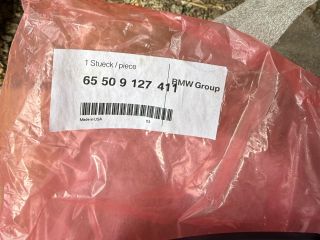 1 Stueck / piece
65 50 9 127 411 BMW Group
Made in USA